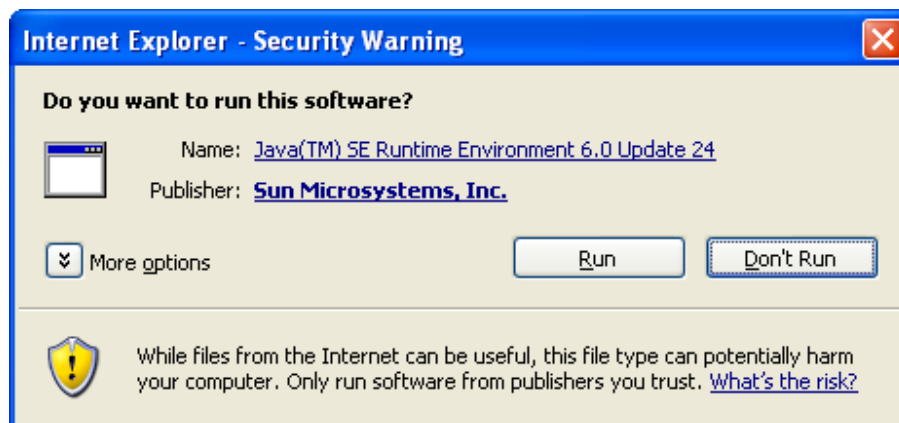 Internet Explorer - Security Warning
Do you want to run this software?
Name: Java(TM) SE Runtime Environment 6.0 Update 24
Publisher: Sun Microsystems, Inc.
More options Run Don't Run
While files from the Internet can be useful, this file type can potentially harm
your computer. Only run software from publishers you trust. What's the risk?